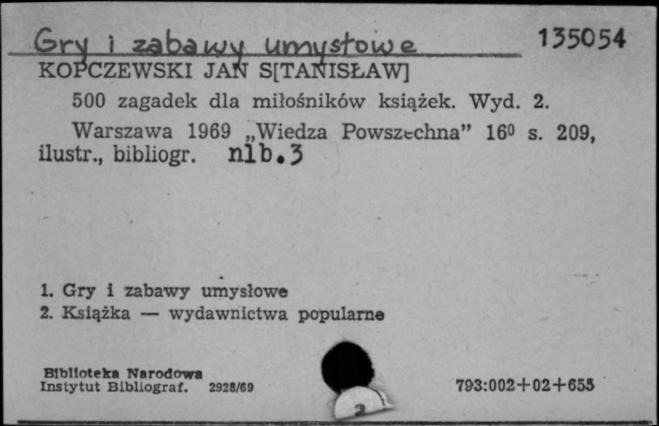 Gry i zabawy umysłowe 135054
KOPCZEWSKI JAN S[TANISŁAW]
500 zagadek dla miłośników książek. Wyd. 2.
Warszawa 1969 „Wiedza Powszechna” 16⁰ s. 209,
ilustr., bibliogr. nlb.3
1. Gry i zabawy umysłowe
2. Książka — wydawnictwa popularne
Biblioteka Narodowa
Instytut Bibliograf. 2928/69 793:002+02+655
2